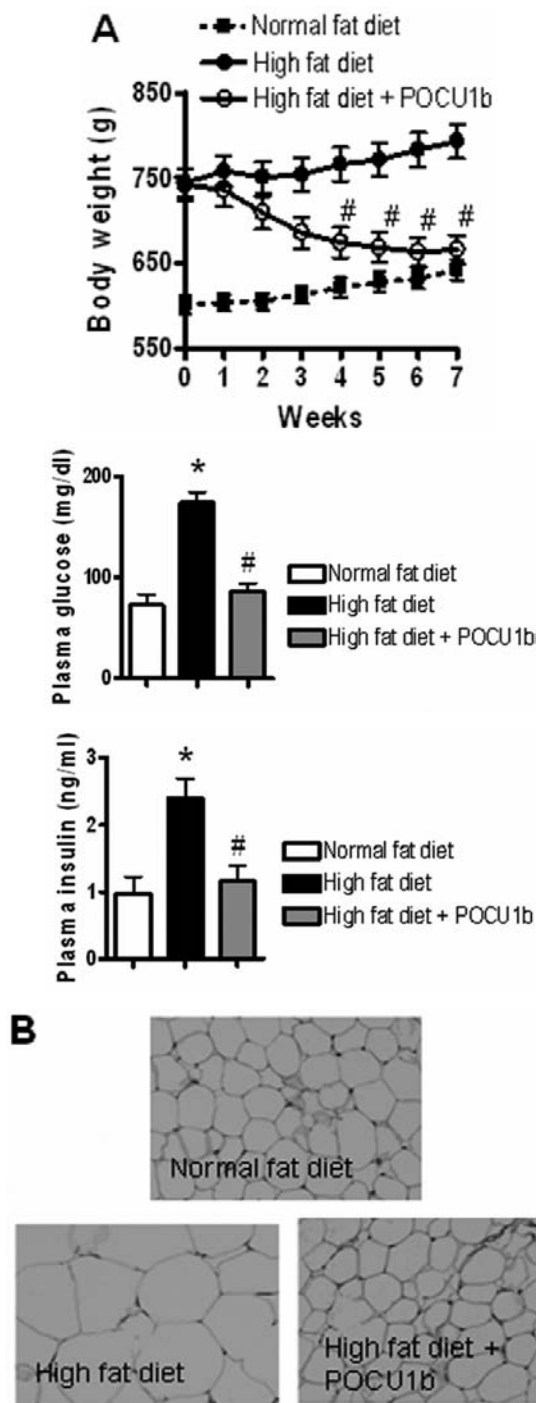 A
Normal fat diet
High fat diet
High fat diet + POCU1b
Body weight (g)
850
750
650
550
# # # #
0 1 2 3 4 5 6 7
Weeks
Plasma glucose (mg/dl)
200
100
0
*
#
Normal fat diet
High fat diet
High fat diet + POCU1b
Plasma insulin (ng/ml)
3
2
1
0
*
#
Normal fat diet
High fat diet
High fat diet + POCU1b
B
Normal fat diet
High fat diet
High fat diet +
POCU1b